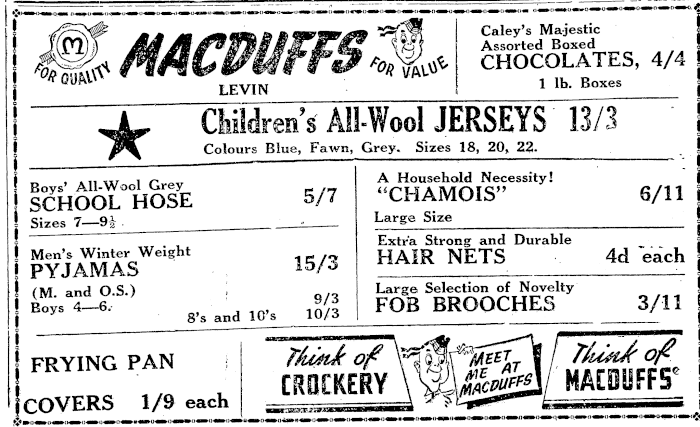 M
FOR QUALITY
MACDUFFS
FOR VALUE
LEVIN
Caley's Majestic
Assorted Boxed
CHOCOLATES, 4/4
1 lb. Boxes
Children's All-Wool JERSEYS 13/3
Colours Blue, Fawn, Grey. Sizes 18, 20, 22.
Boys' All-Wool Grey
SCHOOL HOSE 5/7
Sizes 7—9½
Men's Winter Weight
PYJAMAS 15/3
(M. and O.S.)
Boys 4—6. 9/3
8's and 10's 10/3
A Household Necessity!
"CHAMOIS" 6/11
Large Size
Extra Strong and Durable
HAIR NETS 4d each
Large Selection of Novelty
FOB BROOCHES 3/11
FRYING PAN
COVERS 1/9 each
Think of
CROCKERY
MEET
ME AT
MACDUFFS
Think of
MACDUFFS